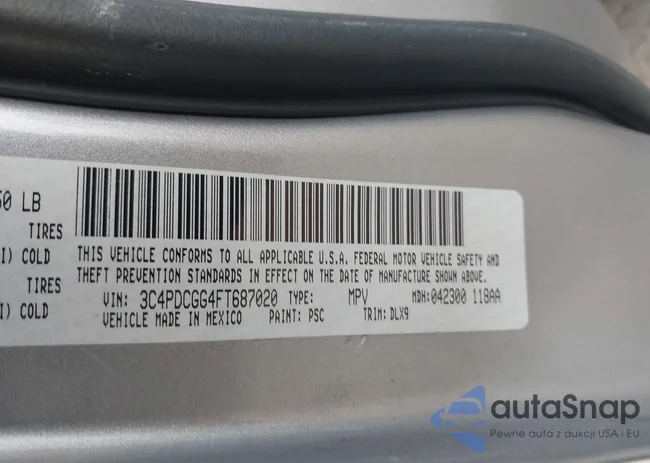 50 LB
TIRES
I) COLD
TIRES
I) COLD
THIS VEHICLE CONFORMS TO ALL APPLICABLE U.S.A. FEDERAL MOTOR VEHICLE SAFETY AND
THEFT PREVENTION STANDARDS IN EFFECT ON THE DATE OF MANUFACTURE SHOWN ABOVE.
VIN: 3C4PDCGG4FT687020 TYPE: MPV MDH: 042300 118AA
VEHICLE MADE IN MEXICO PAINT: PSC TRIM: DLX9
autaSnap
Pewne auta z aukcji USA i EU